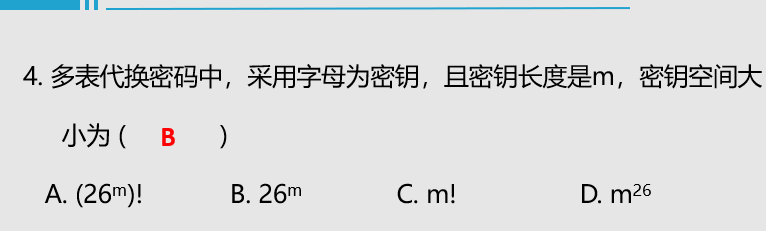 4. 多表代换密码中，采用字母为密钥，且密钥长度是m，密钥空间大
小为 ( B )
A. (26ᵐ)! B. 26ᵐ C. m! D. m²⁶